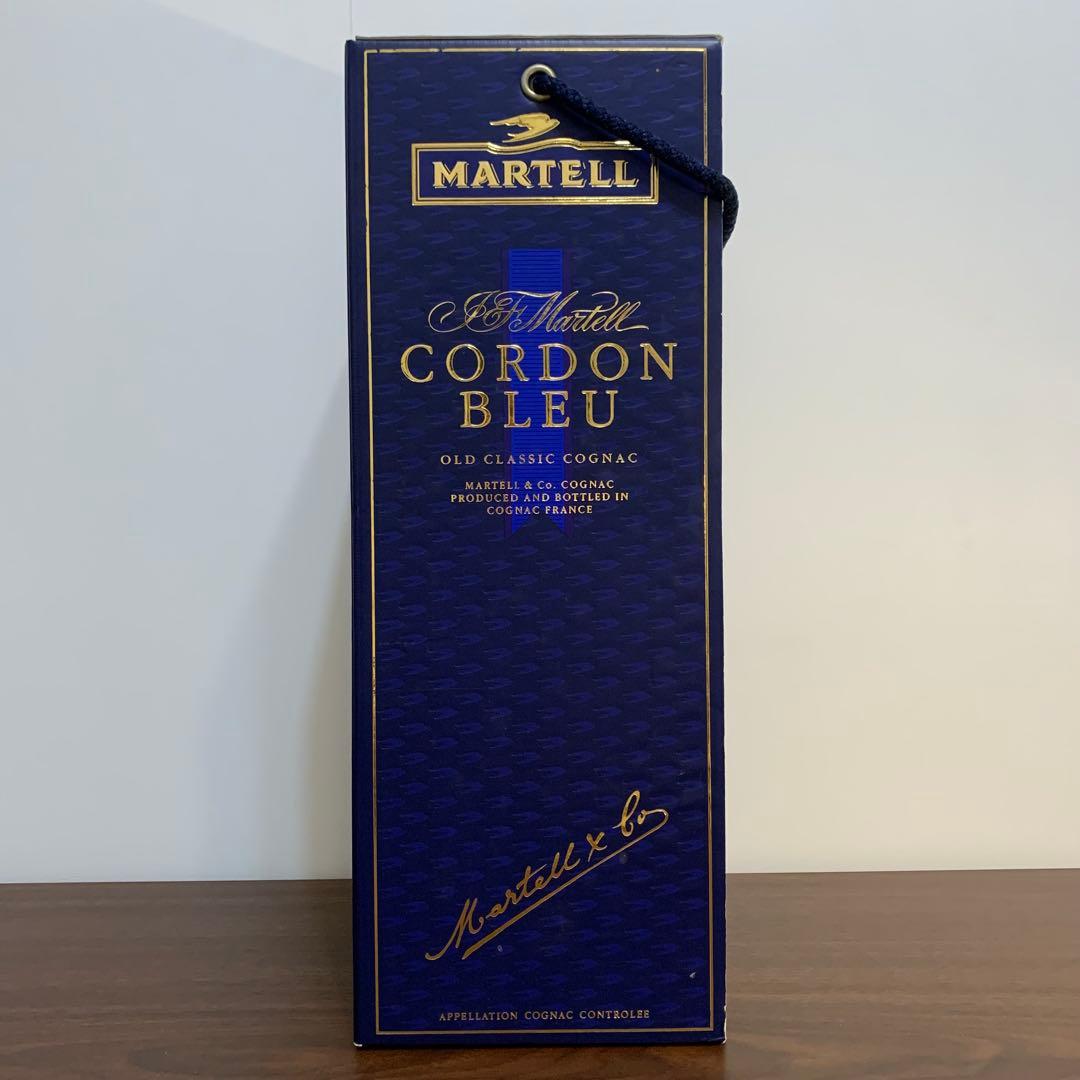 MARTELL
J&F Martell
CORDON
BLEU
OLD CLASSIC COGNAC
MARTELL & Co. COGNAC
PRODUCED AND BOTTLED IN
COGNAC FRANCE
Martell & Co
APPELLATION COGNAC CONTROLEE